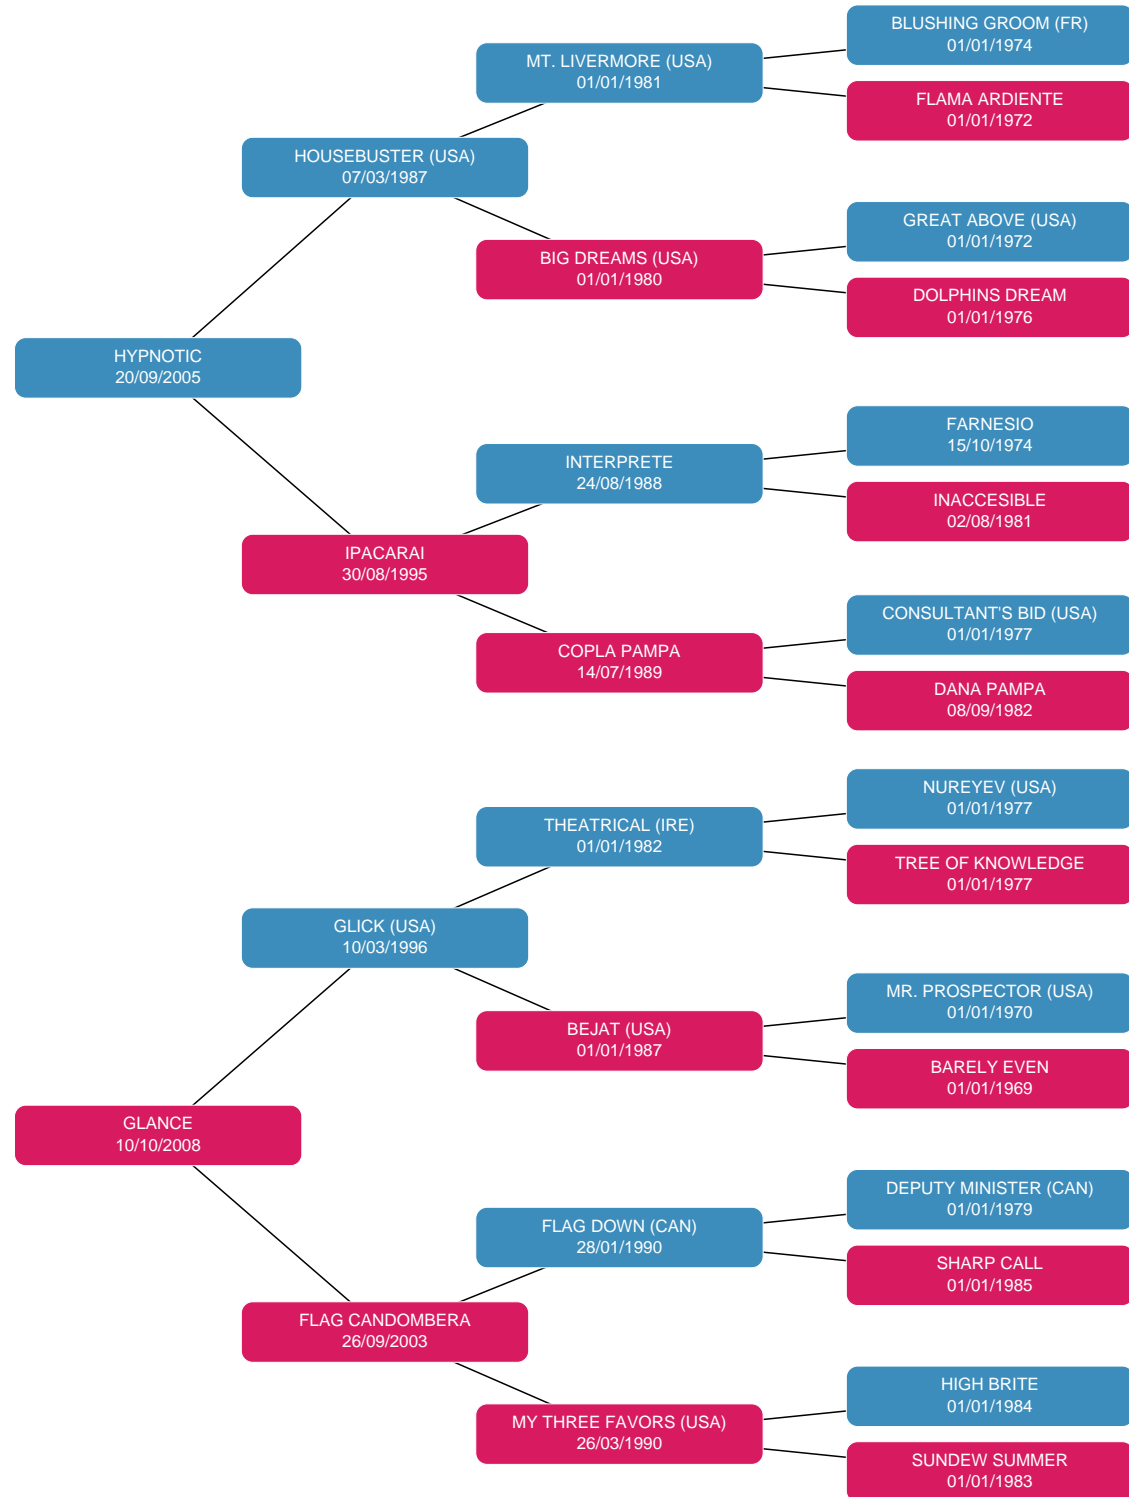 BLUSHING GROOM (FR)
01/01/1974
MT. LIVERMORE (USA)
01/01/1981
FLAMA ARDIENTE
01/01/1972
HOUSEBUSTER (USA)
07/03/1987
GREAT ABOVE (USA)
01/01/1972
BIG DREAMS (USA)
01/01/1980
DOLPHINS DREAM
01/01/1976
HYPNOTIC
20/09/2005
FARNESIO
15/10/1974
INTERPRETE
24/08/1988
INACCESIBLE
02/08/1981
IPACARAI
30/08/1995
CONSULTANT'S BID (USA)
01/01/1977
COPLA PAMPA
14/07/1989
DANA PAMPA
08/09/1982
NUREYEV (USA)
01/01/1977
THEATRICAL (IRE)
01/01/1982
TREE OF KNOWLEDGE
01/01/1977
GLICK (USA)
10/03/1996
MR. PROSPECTOR (USA)
01/01/1970
BEJAT (USA)
01/01/1987
BARELY EVEN
01/01/1969
GLANCE
10/10/2008
DEPUTY MINISTER (CAN)
01/01/1979
FLAG DOWN (CAN)
28/01/1990
SHARP CALL
01/01/1985
FLAG CANDOMBERA
26/09/2003
HIGH BRITE
01/01/1984
MY THREE FAVORS (USA)
26/03/1990
SUNDEW SUMMER
01/01/1983